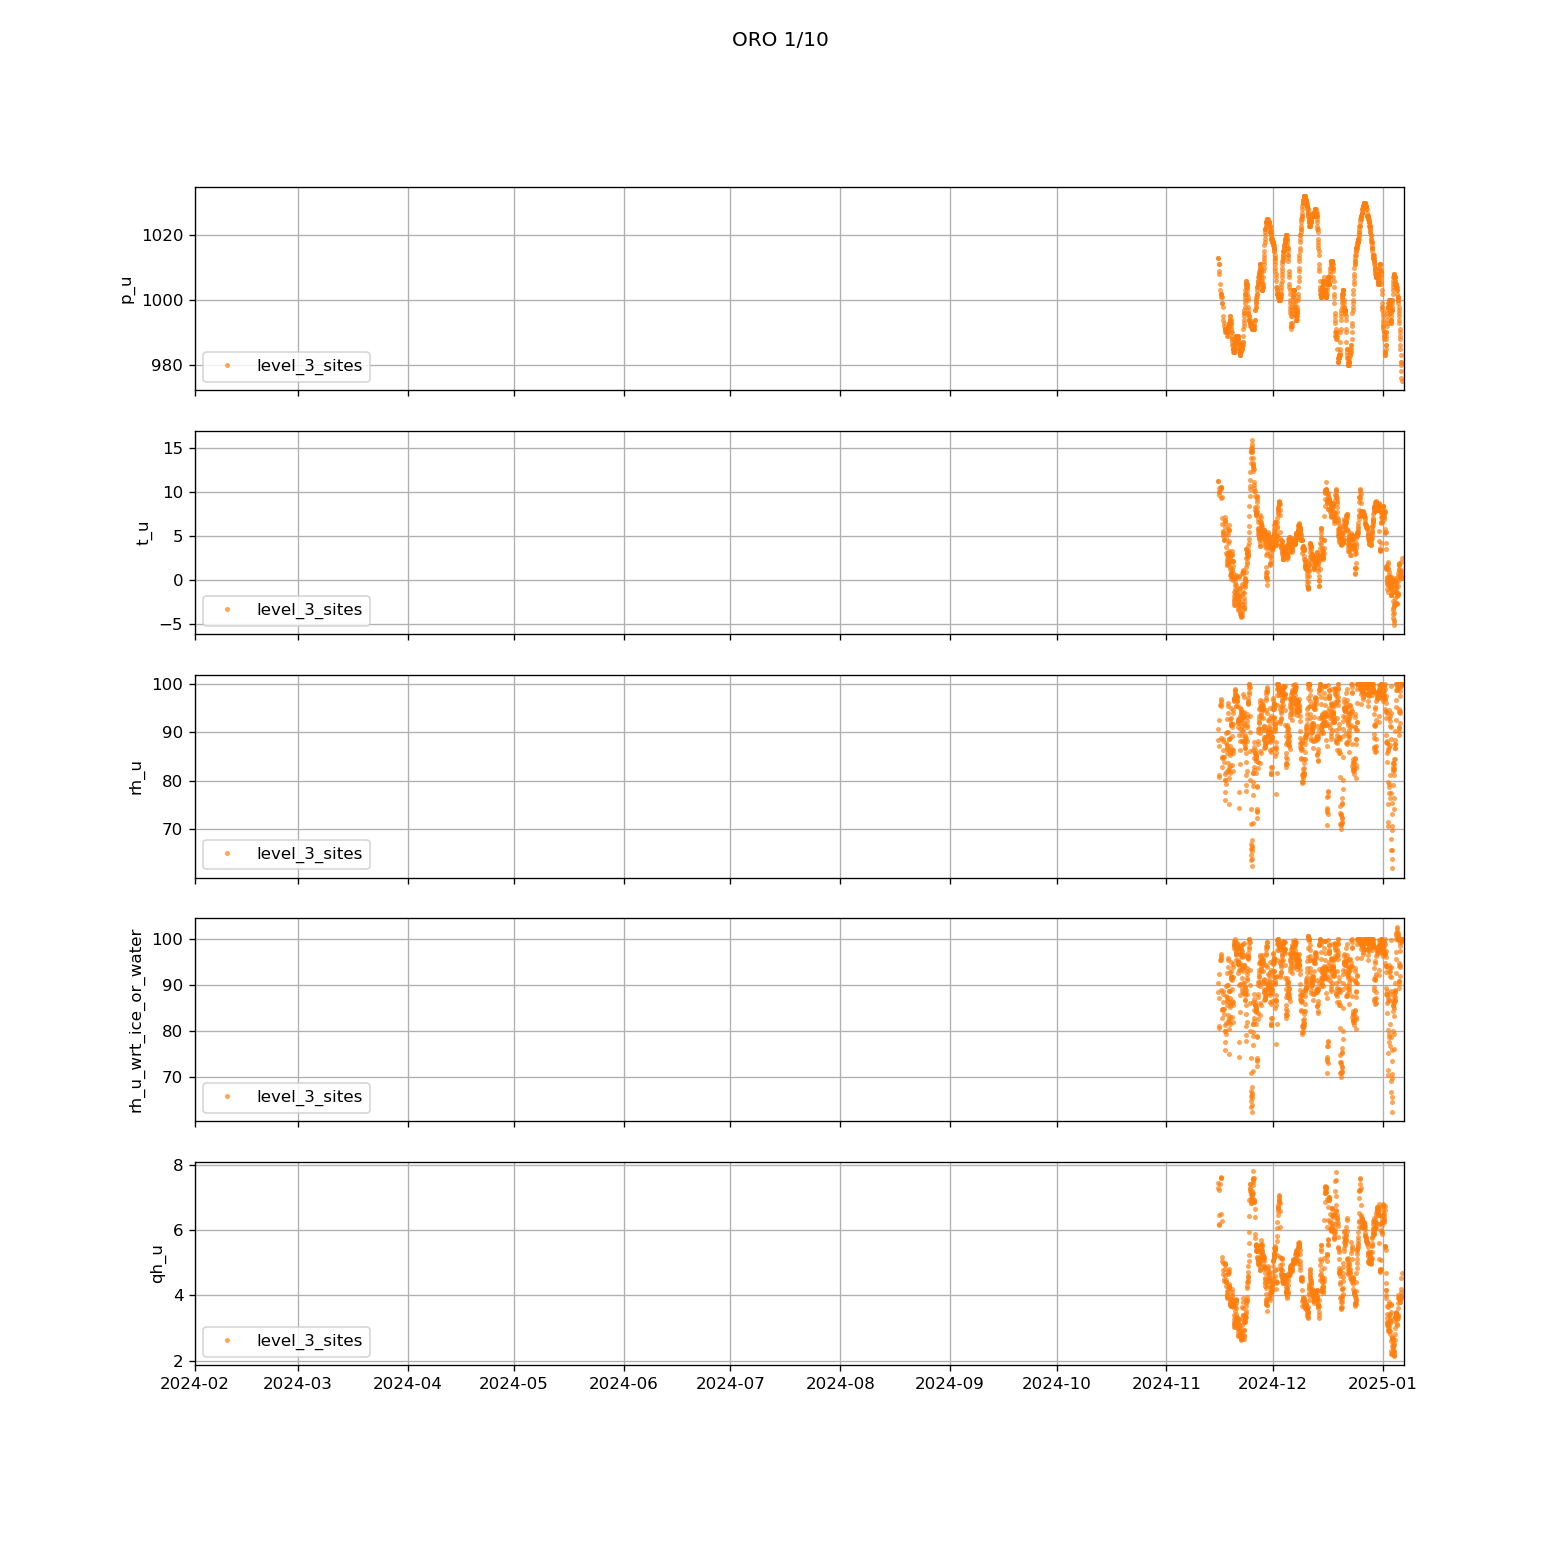 ORO 1/10
p_u
1020
1000
980
level_3_sites
t_u
15
10
5
0
−5
level_3_sites
rh_u
100
90
80
70
level_3_sites
rh_u_wrt_ice_or_water
100
90
80
70
level_3_sites
qh_u
8
6
4
2
level_3_sites
2024-02 2024-03 2024-04 2024-05 2024-06 2024-07 2024-08 2024-09 2024-10 2024-11 2024-12 2025-01